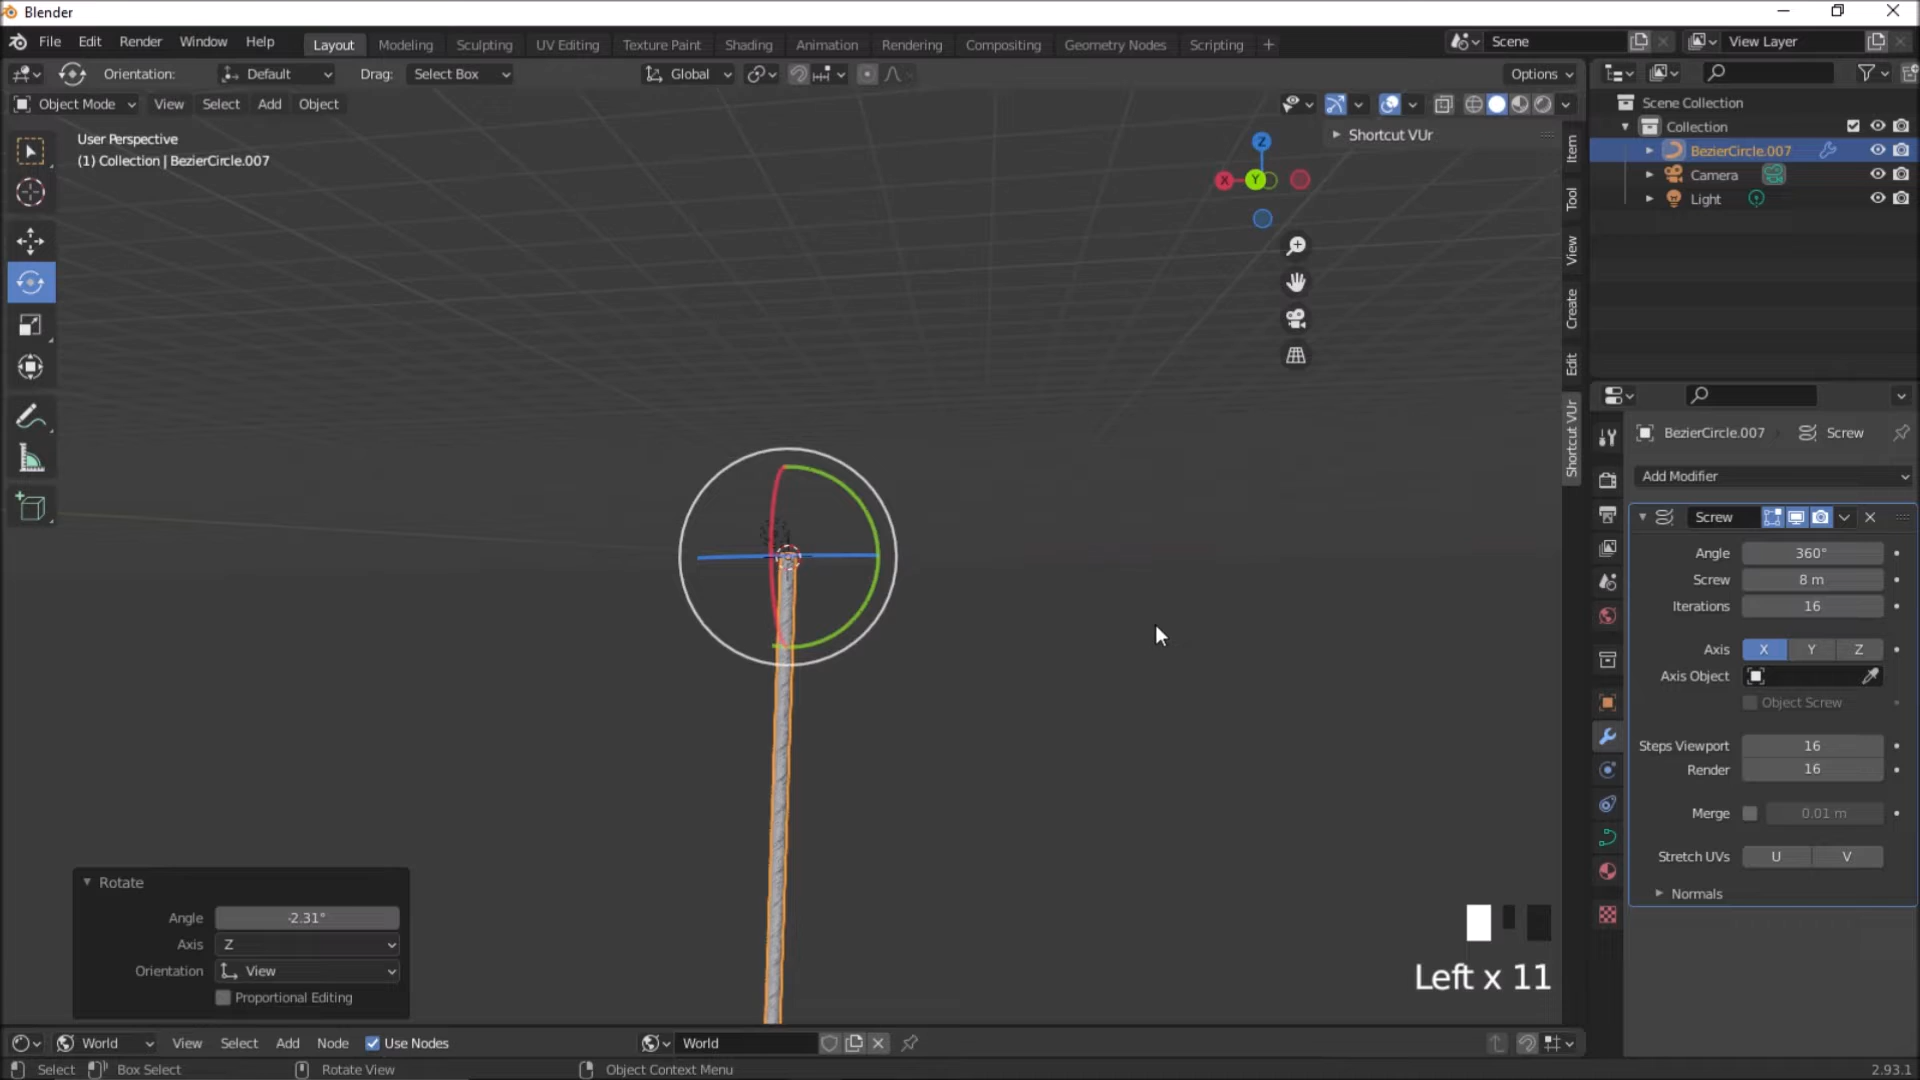 Blender
File Edit Render Window Help Layout Modeling Sculpting UV Editing Texture Paint Shading Animation Rendering Compositing Geometry Nodes Scripting + Scene View Layer
Orientation: Default Drag: Select Box Global Options
Object Mode View Select Add Object
User Perspective
(1) Collection | BezierCircle.007
Shortcut VUr
Z
X
Y
Item
Tool
View
Create
Edit
Shortcut VUr
Scene Collection
Collection
BezierCircle.007
Camera
Light
BezierCircle.007 Screw
Add Modifier
Screw
Angle 360°
Screw 8 m
Iterations 16
Axis X Y Z
Axis Object
Object Screw
Steps Viewport 16
Render 16
Merge 0.01 m
Stretch UVs U V
Normals
Rotate
Angle -2.31°
Axis Z
Orientation View
Proportional Editing
Left x 11
World View Select Add Node Use Nodes World
Select Box Select Rotate View Object Context Menu 2.93.1